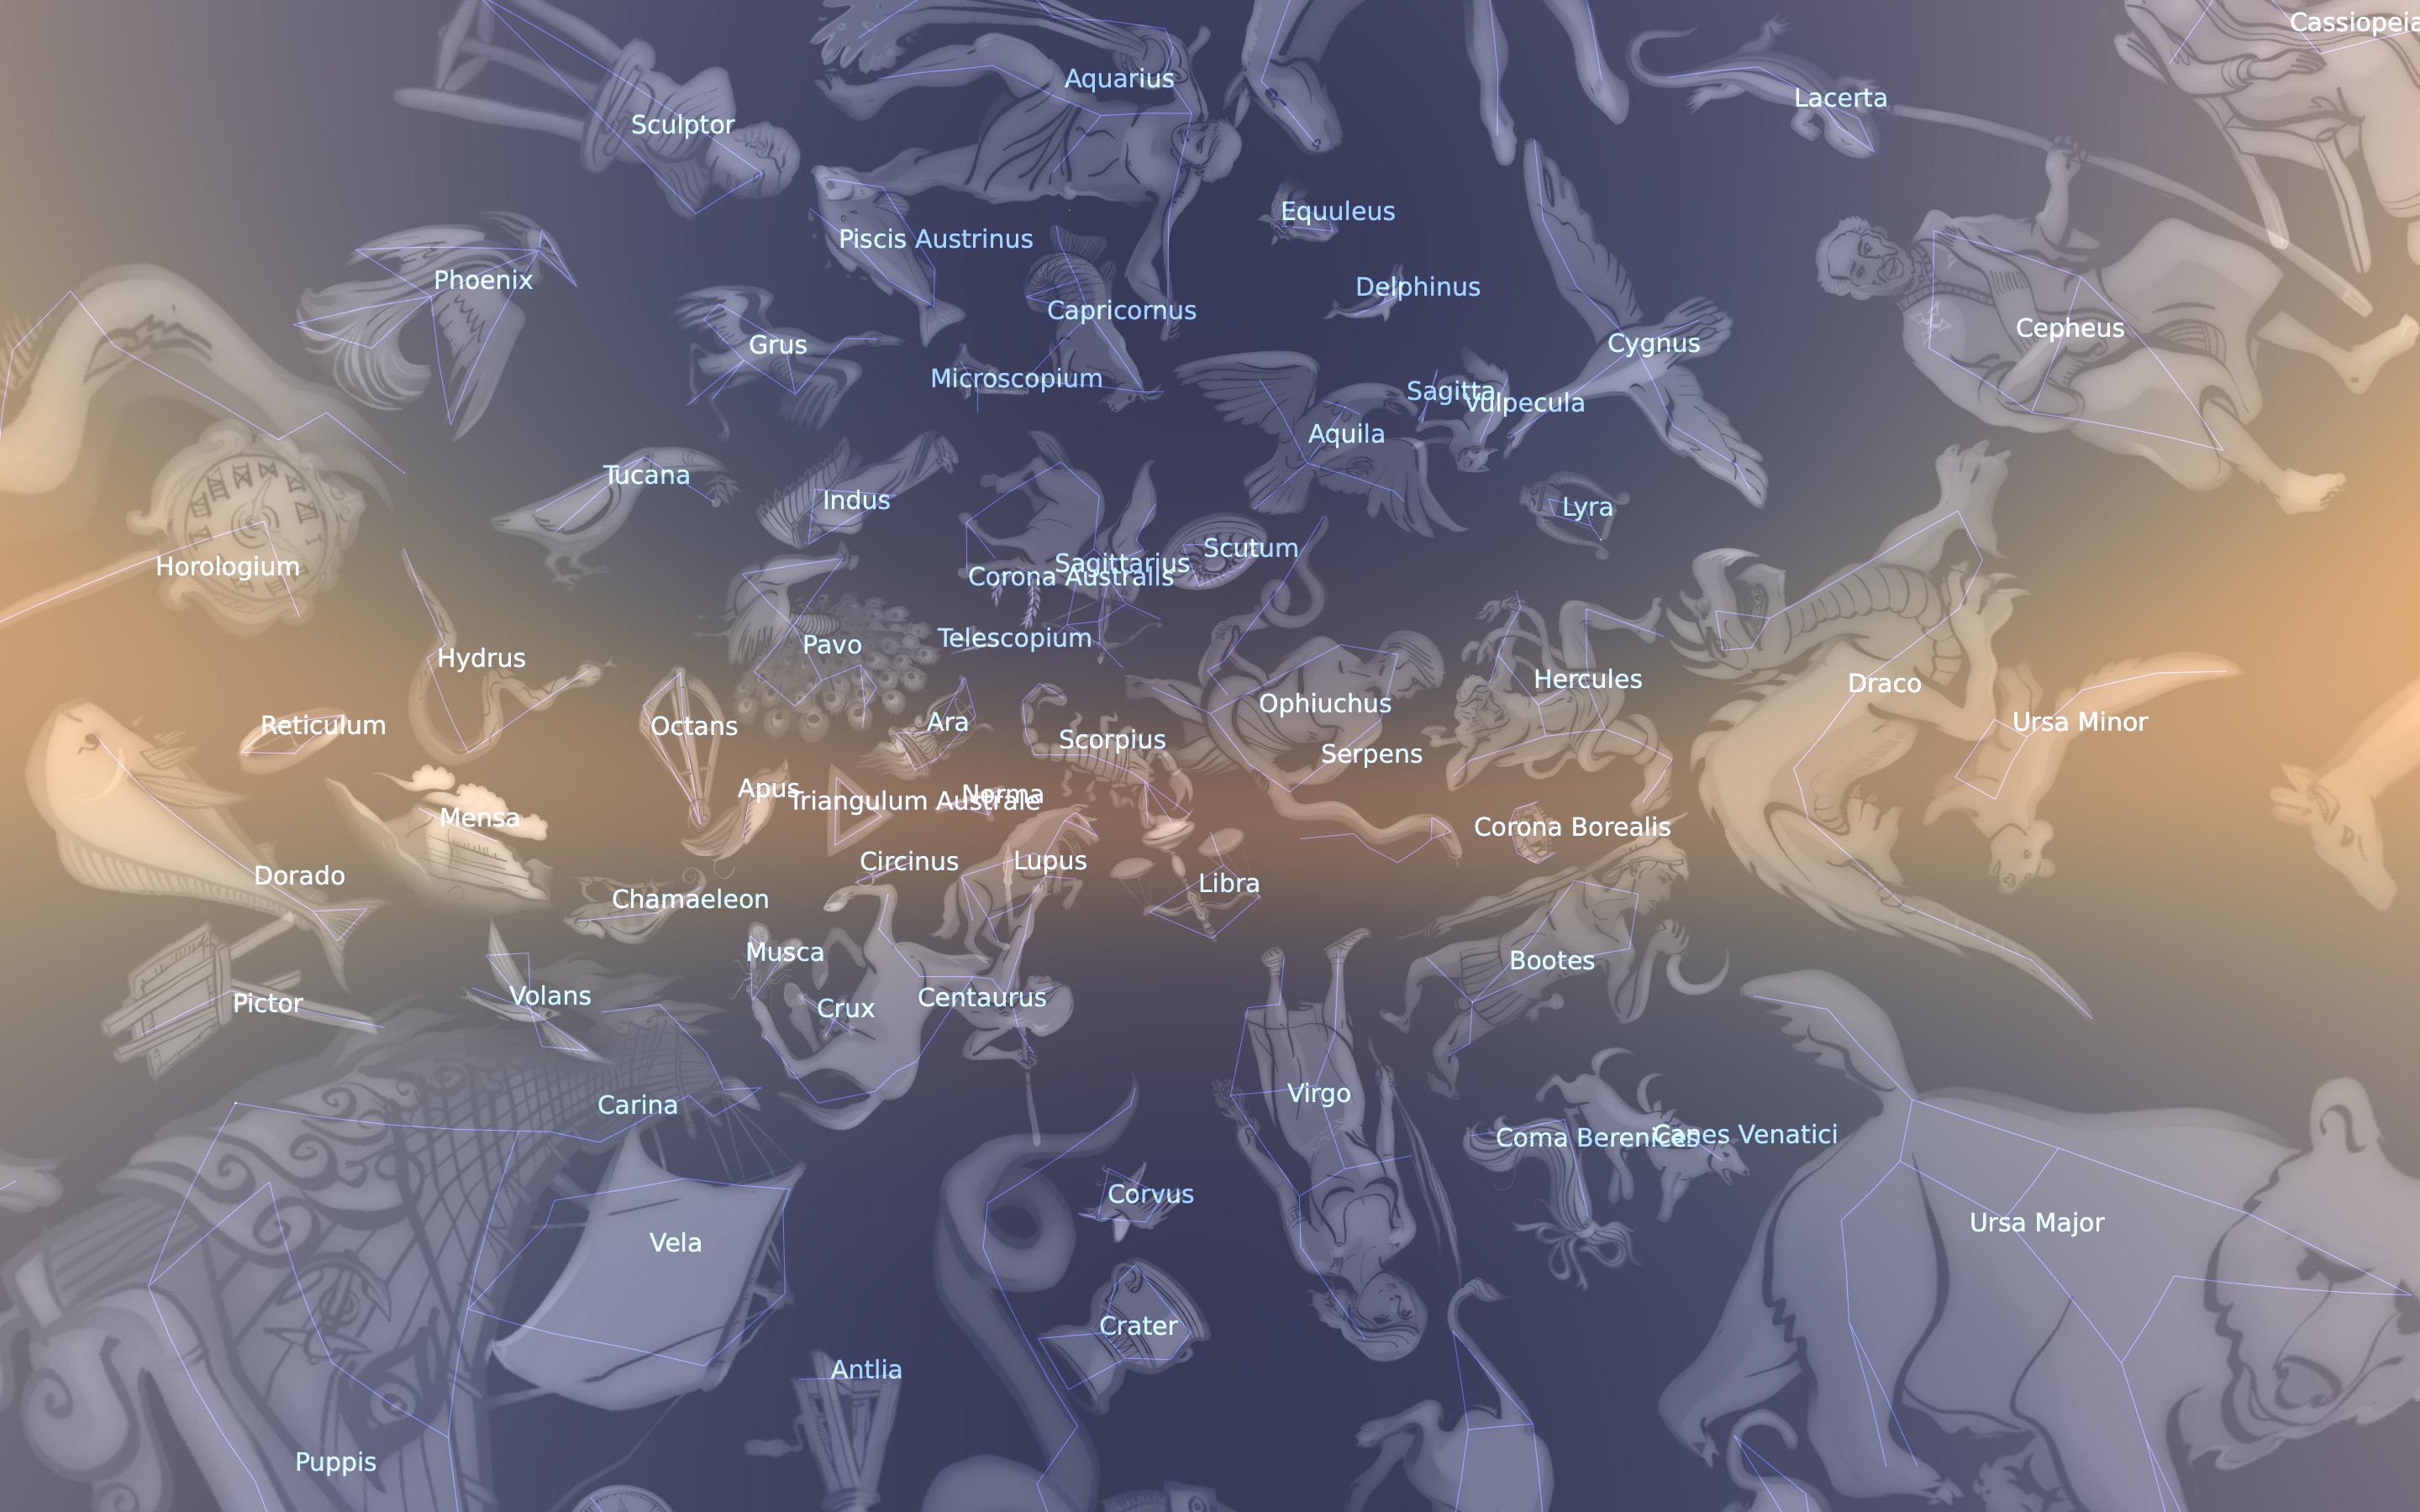 Cassiopeia
Aquarius
Lacerta
Sculptor
Equuleus
Piscis Austrinus
Phoenix
Delphinus
Capricornus
Cepheus
Grus
Cygnus
Microscopium
Sagitta
Vulpecula
Aquila
Tucana
Indus
Lyra
Scutum
Sagittarius
Horologium
Corona Australis
Telescopium
Pavo
Hydrus
Hercules
Draco
Ophiuchus
Reticulum
Octans
Ara
Ursa Minor
Scorpius
Serpens
Apus
Norma
Triangulum Australe
Mensa
Corona Borealis
Circinus
Lupus
Dorado
Libra
Chamaeleon
Musca
Bootes
Volans
Centaurus
Pictor
Crux
Virgo
Carina
Coma Berenices
Canes Venatici
Corvus
Ursa Major
Vela
Crater
Antlia
Puppis